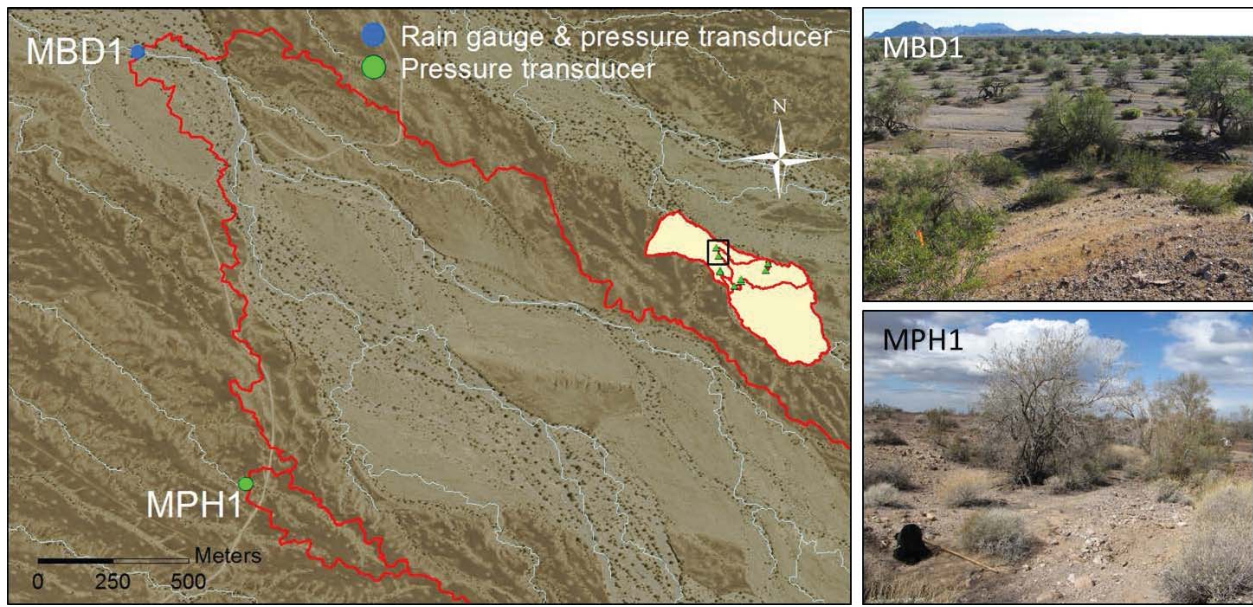 MBD1
Rain gauge & pressure transducer
Pressure transducer
N
MPH1
Meters
0 250 500
MBD1
MPH1